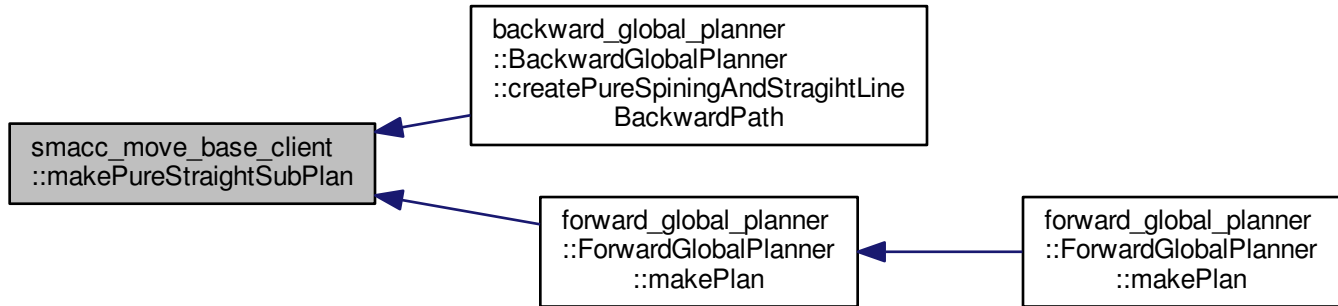 backward_global_planner
::BackwardGlobalPlanner
::createPureSpiningAndStragihtLine
BackwardPath
smacc_move_base_client
::makePureStraightSubPlan
forward_global_planner
::ForwardGlobalPlanner
::makePlan
forward_global_planner
::ForwardGlobalPlanner
::makePlan